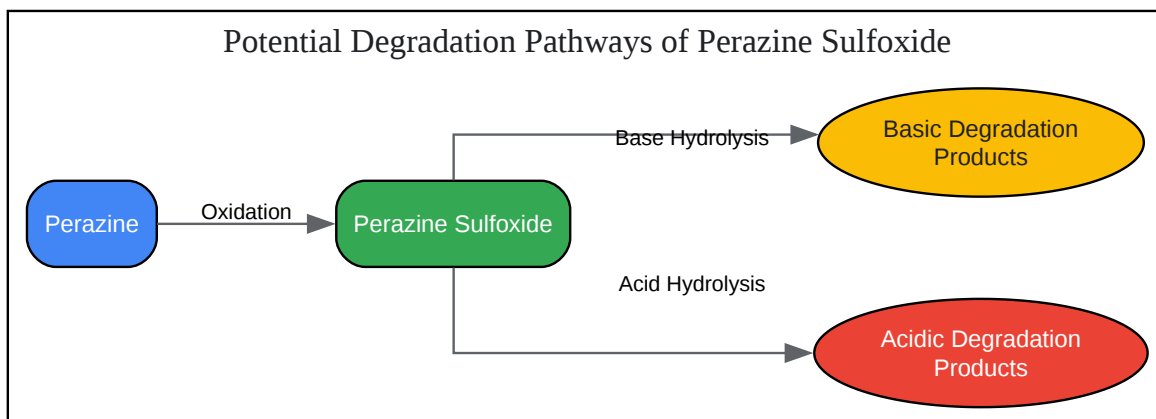 Potential Degradation Pathways of Perazine Sulfoxide
Base Hydrolysis
Basic Degradation
Products
Perazine
Oxidation
Perazine Sulfoxide
Acid Hydrolysis
Acidic Degradation
Products